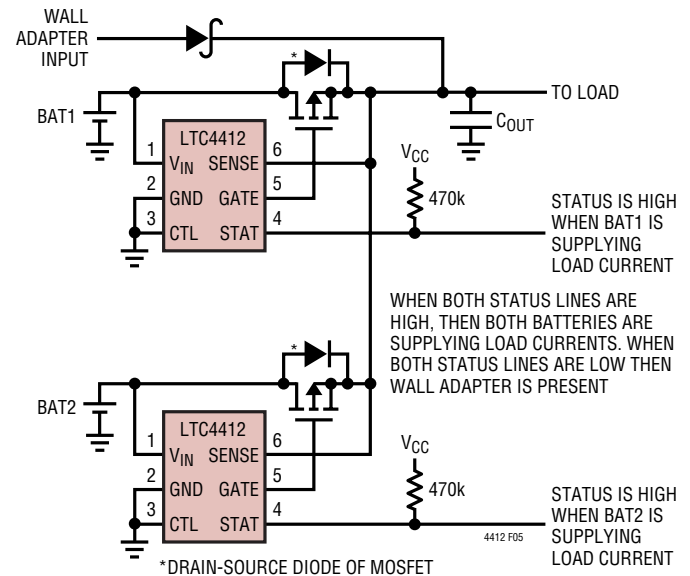 WALL
ADAPTER
INPUT
*
BAT1
TO LOAD
COUT
LTC4412
1
VIN
SENSE
6
2
GND
GATE
5
3
CTL
STAT
4
VCC
470k
STATUS IS HIGH
WHEN BAT1 IS
SUPPLYING
LOAD CURRENT
WHEN BOTH STATUS LINES ARE
HIGH, THEN BOTH BATTERIES ARE
SUPPLYING LOAD CURRENTS. WHEN
BOTH STATUS LINES ARE LOW THEN
WALL ADAPTER IS PRESENT
*
BAT2
LTC4412
1
VIN
SENSE
6
2
GND
GATE
5
3
CTL
STAT
4
VCC
470k
4412 F05
STATUS IS HIGH
WHEN BAT2 IS
SUPPLYING
LOAD CURRENT
*DRAIN-SOURCE DIODE OF MOSFET